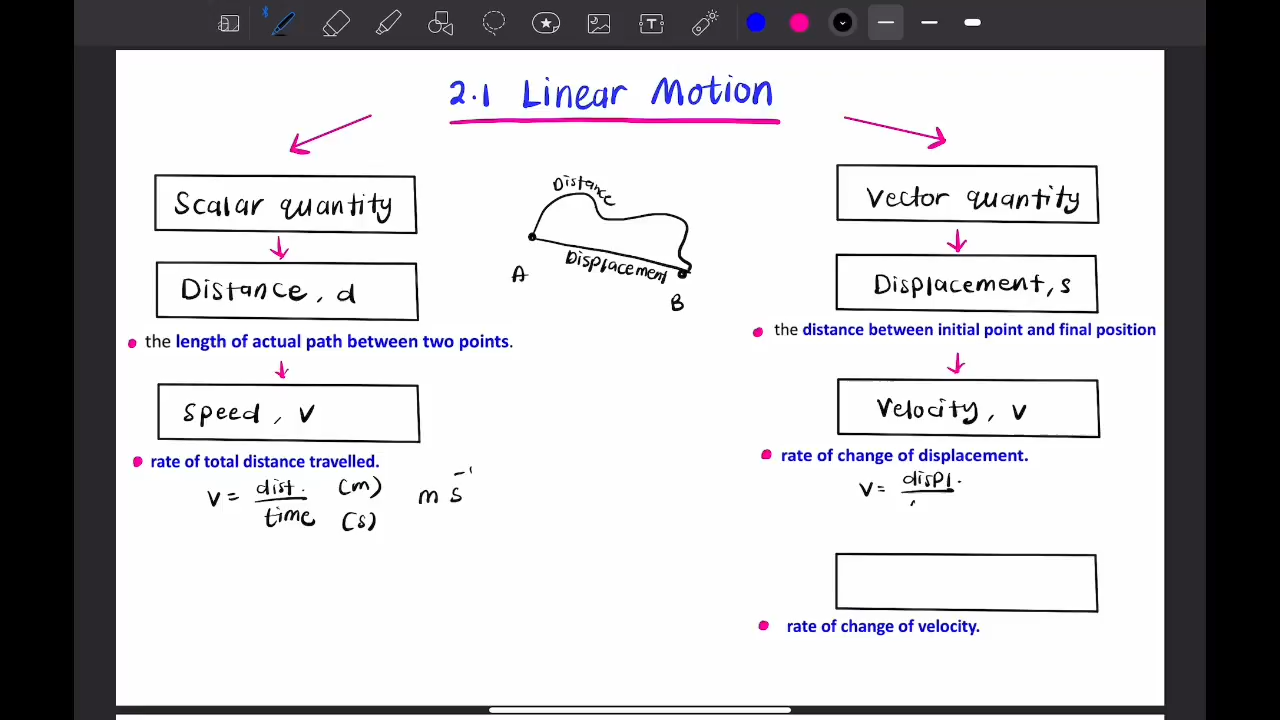 2.1 Linear Motion
Scalar quantity
Distance, d
the length of actual path between two points.
Speed, v
rate of total distance travelled.
v = dist. (m) m s⁻¹
time (s)
Distance
Displacement
A
B
Vector quantity
Displacement, s
the distance between initial point and final position
Velocity, v
rate of change of displacement.
v = displ.
rate of change of velocity.